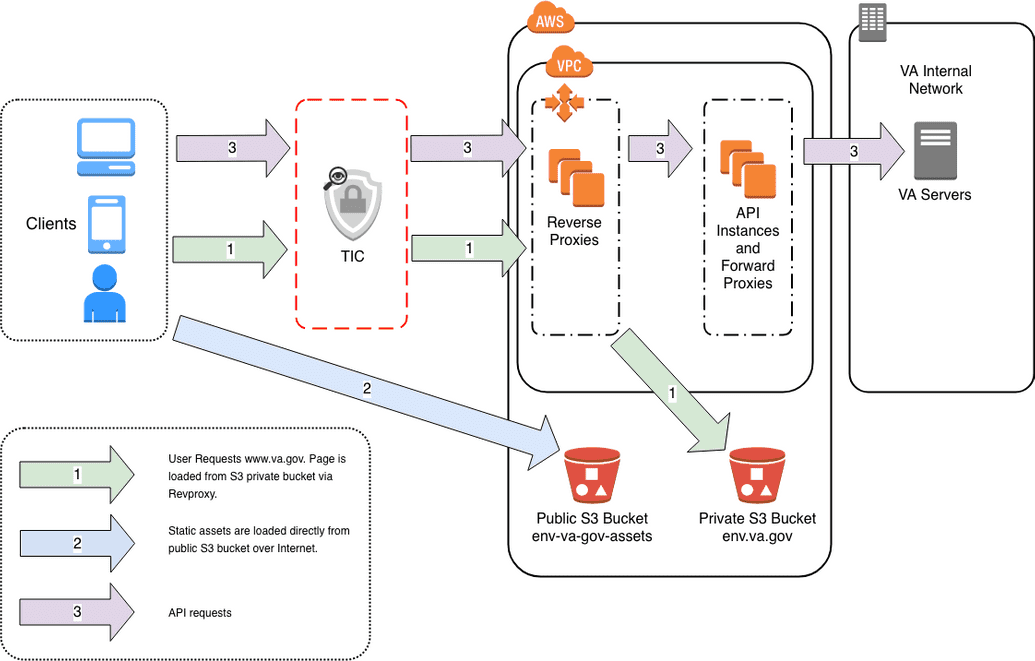 AWS
VPC
VA Internal
Network
3
3
3
3
VA Servers
Clients
1
1
TIC
Reverse
Proxies
API
Instances
and
Forward
Proxies
2
1
1
User Requests www.va.gov. Page is
loaded from S3 private bucket via
Revproxy.
2
Static assets are loaded directly from
public S3 bucket over Internet.
3
API requests
Public S3 Bucket
env-va-gov-assets
Private S3 Bucket
env.va.gov